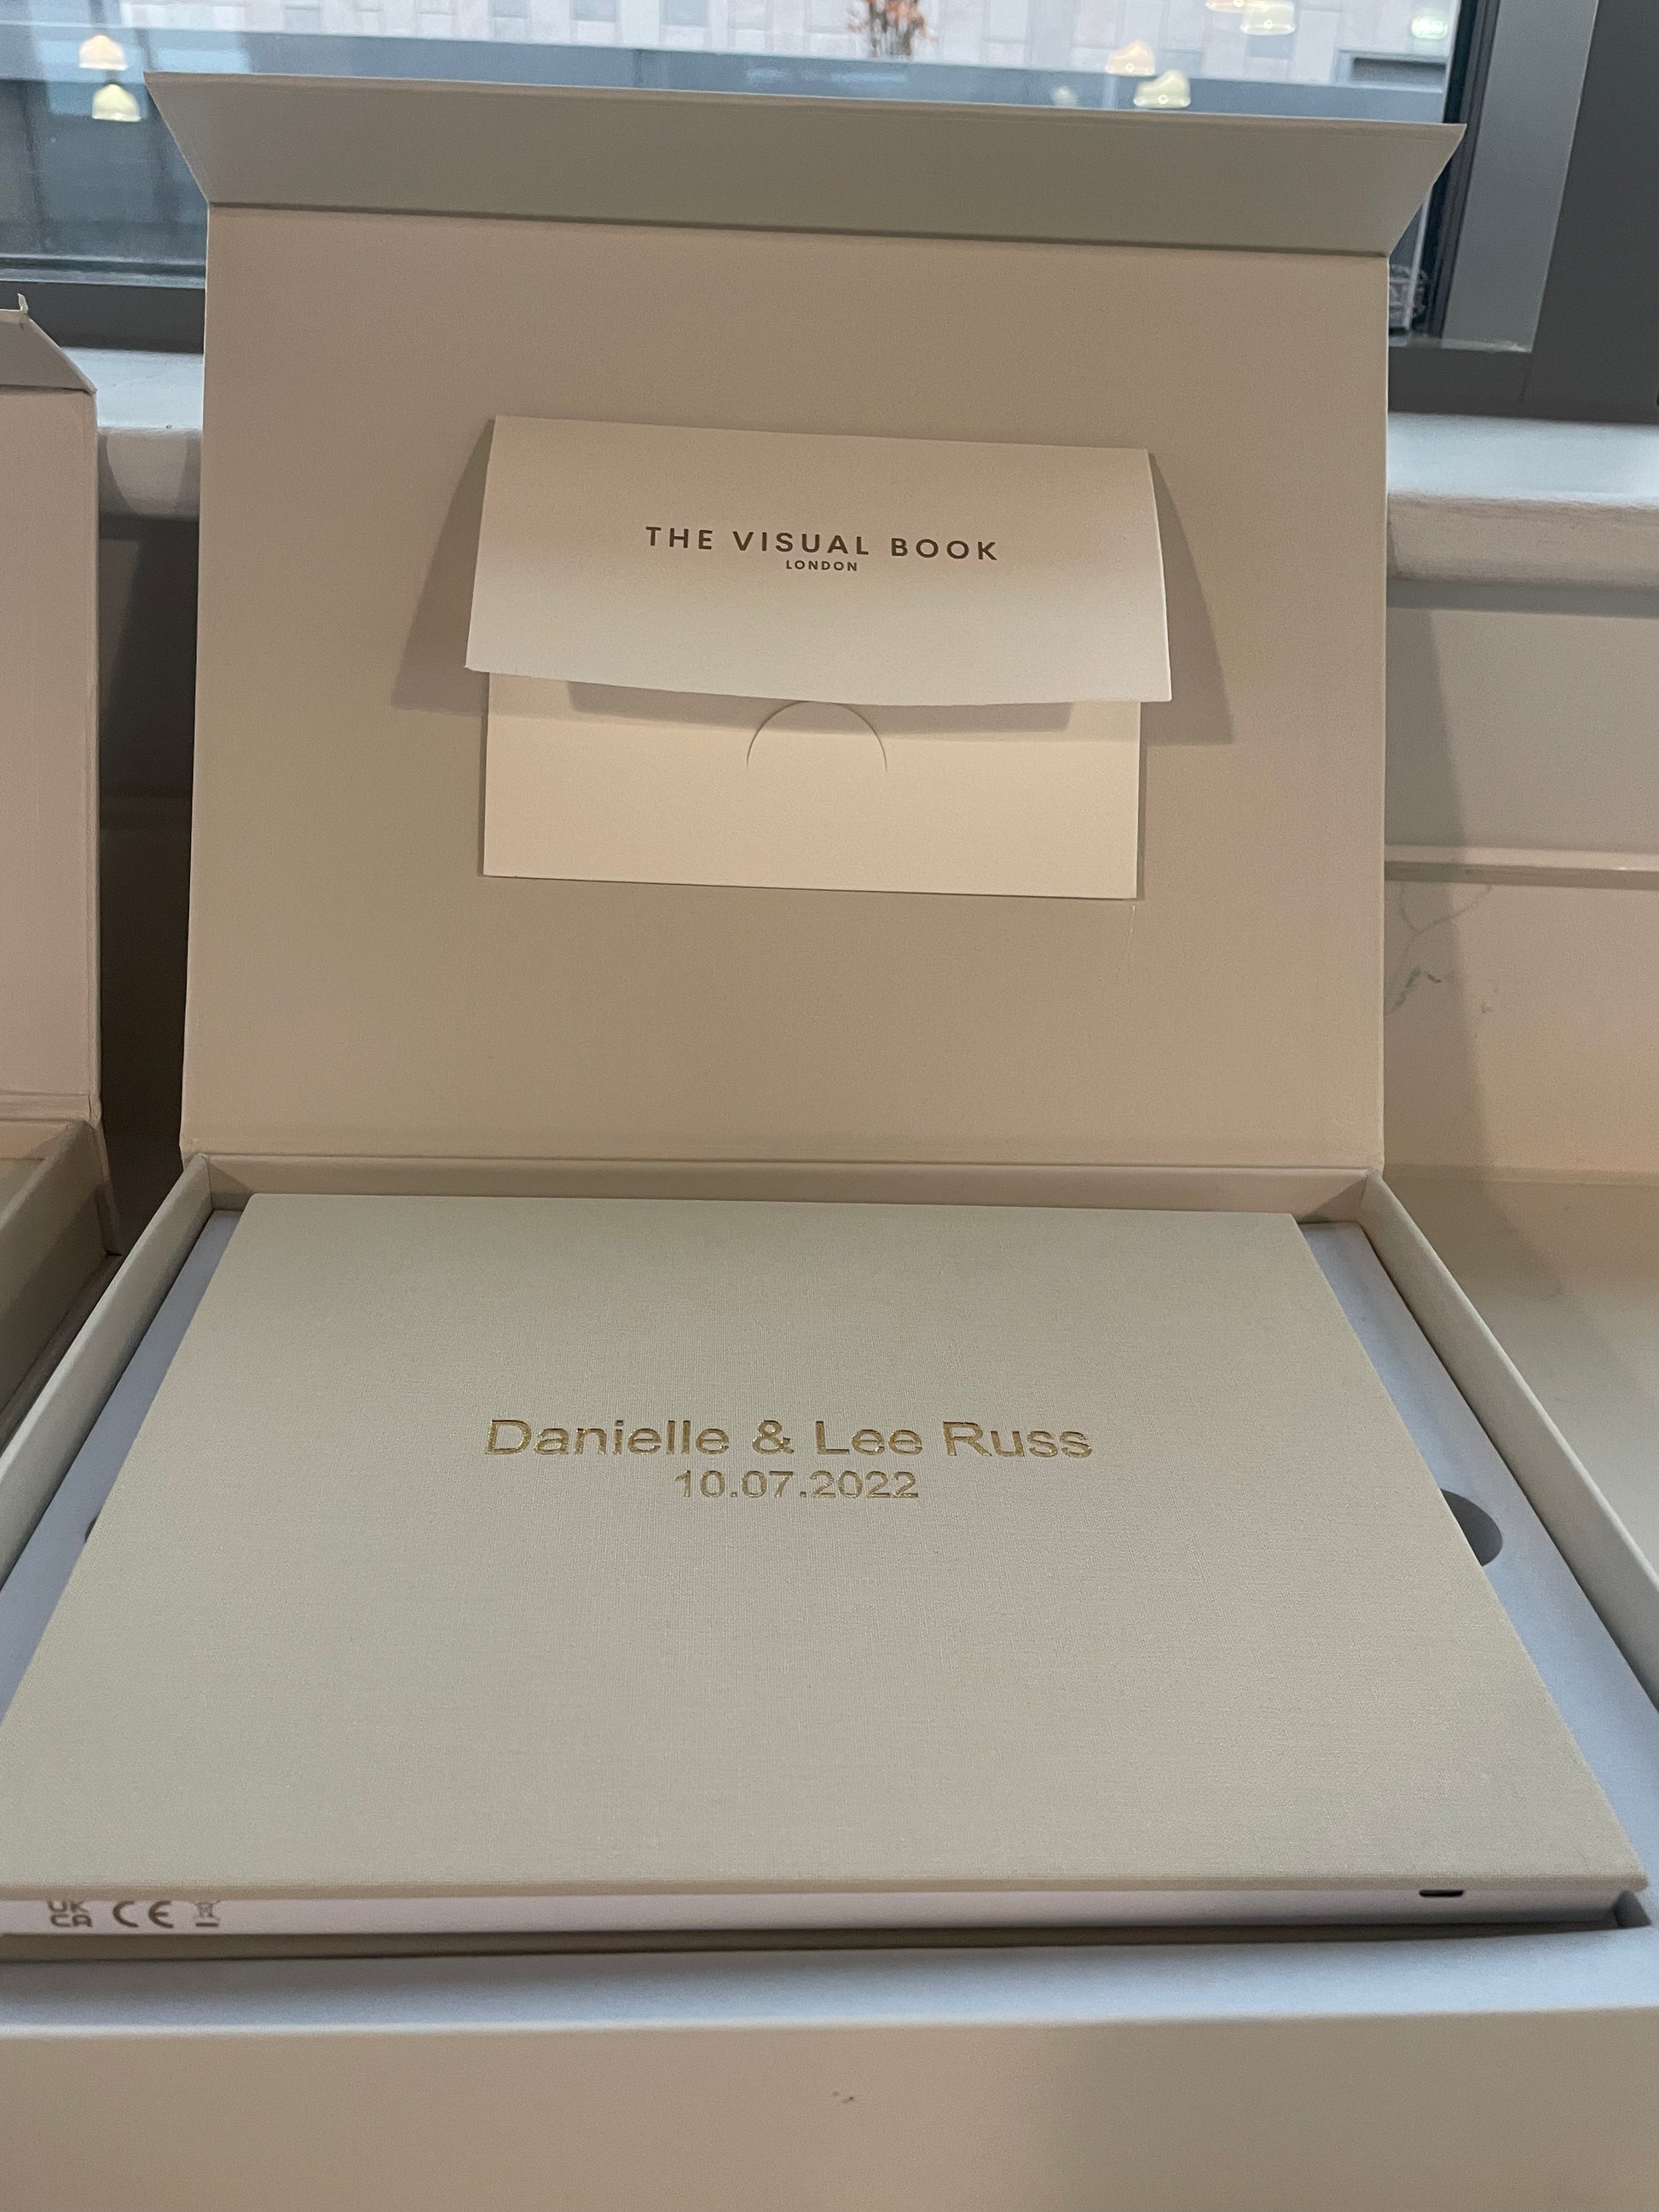 THE VISUAL BOOK
LONDON
Danielle & Lee Russ
10.07.2022
UK
CA CE